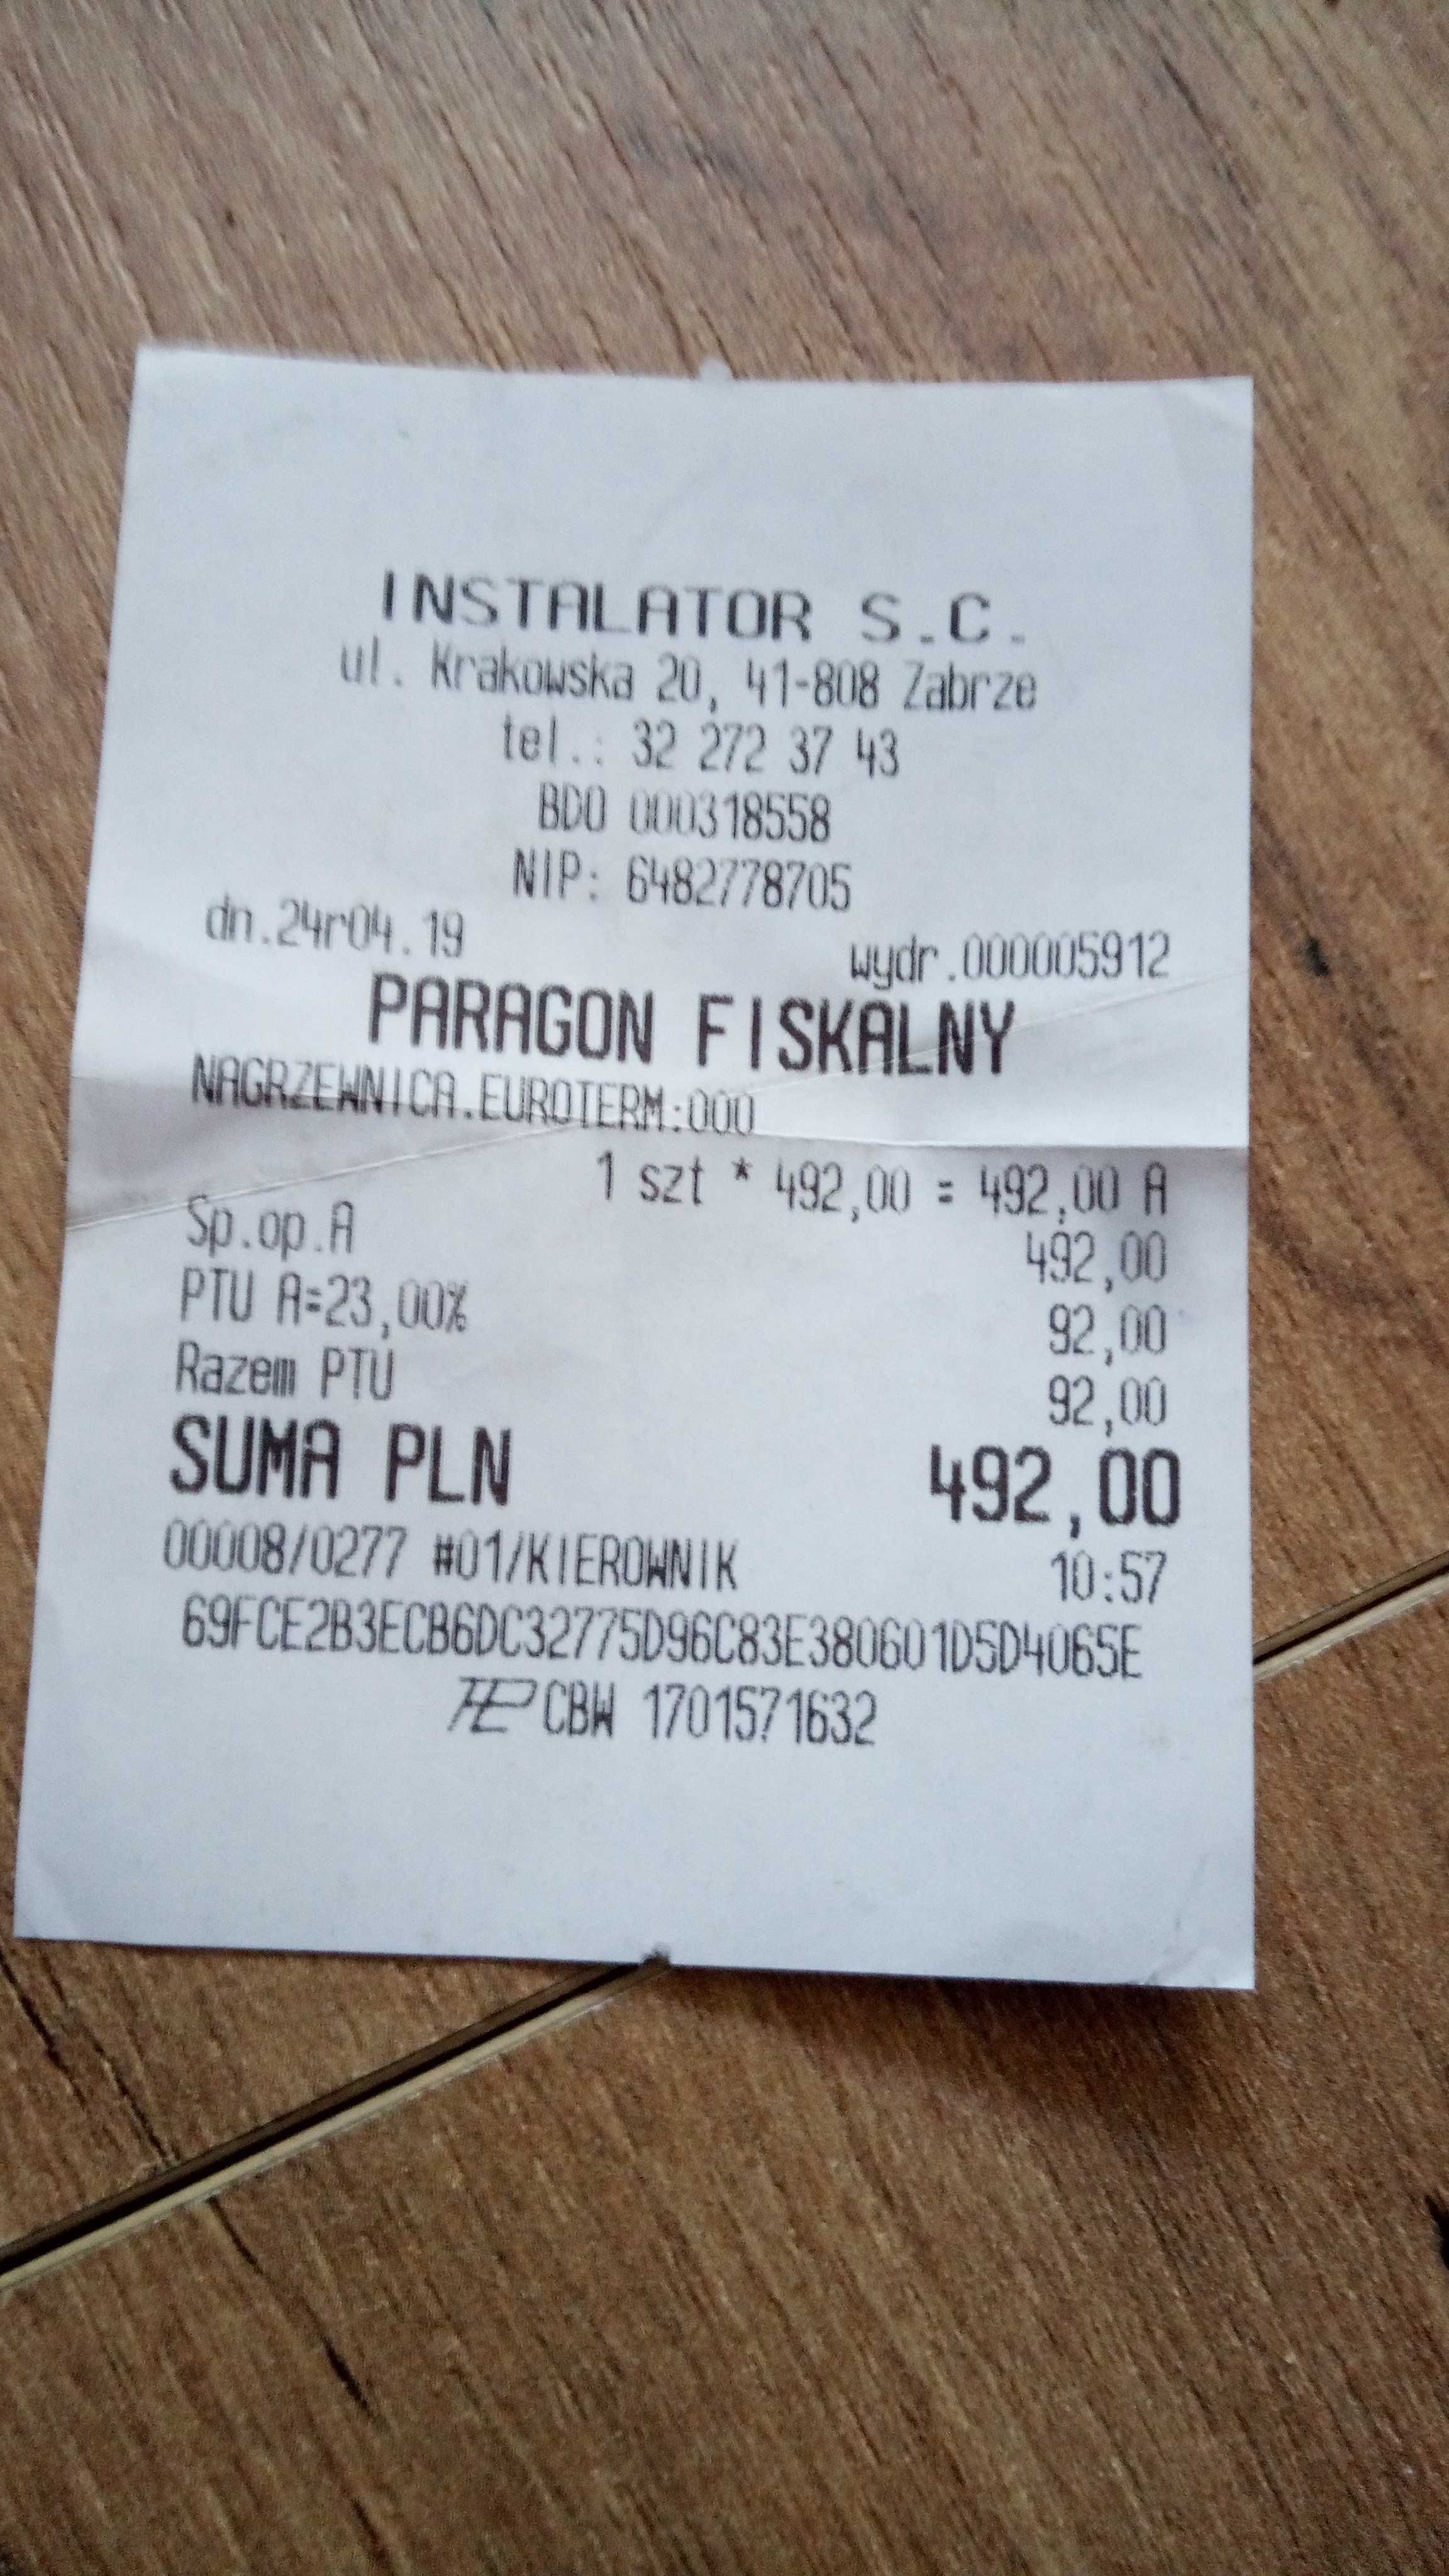 INSTALATOR S.C.
ul. Krakowska 20, 41-808 Zabrze
tel.: 32 272 37 43
BDO 000318558
NIP: 6482778705
dn.24r04.19 wydr.000005912
PARAGON FISKALNY
NAGRZEWNICA.EUROTERM:000
1 szt * 492,00 = 492,00 A
Sp.op.A 492,00
PTU A=23,00% 92,00
Razem PTU 92,00
SUMA PLN 492,00
00008/0277 #01/KIEROWNIK 10:57
69FCE2B3ECB6DC32775D96C83E380601D5D4065E
CBW 1701571632